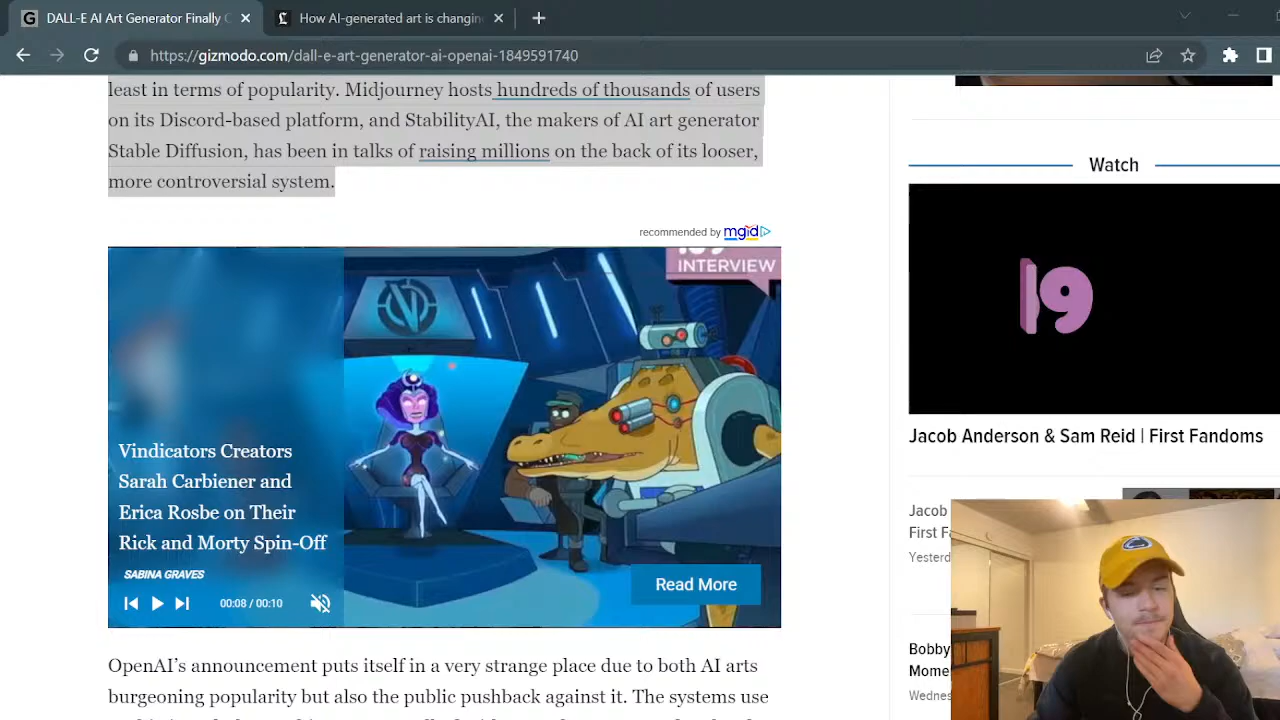 DALL-E AI Art Generator Finally
How AI-generated art is changin
https://gizmodo.com/dall-e-art-generator-ai-openai-1849591740
least in terms of popularity. Midjourney hosts hundreds of thousands of users
on its Discord-based platform, and StabilityAI, the makers of AI art generator
Stable Diffusion, has been in talks of raising millions on the back of its looser,
more controversial system.
recommended by mgid
INTERVIEW
Vindicators Creators
Sarah Carbiener and
Erica Rosbe on Their
Rick and Morty Spin-Off
SABINA GRAVES
00:08 / 00:10
Read More
OpenAI's announcement puts itself in a very strange place due to both AI arts
burgeoning popularity but also the public pushback against it. The systems use
Watch
19
Jacob Anderson & Sam Reid | First Fandoms
Jacob
First Fa
Yesterd
Bobby
Mome
Wednes